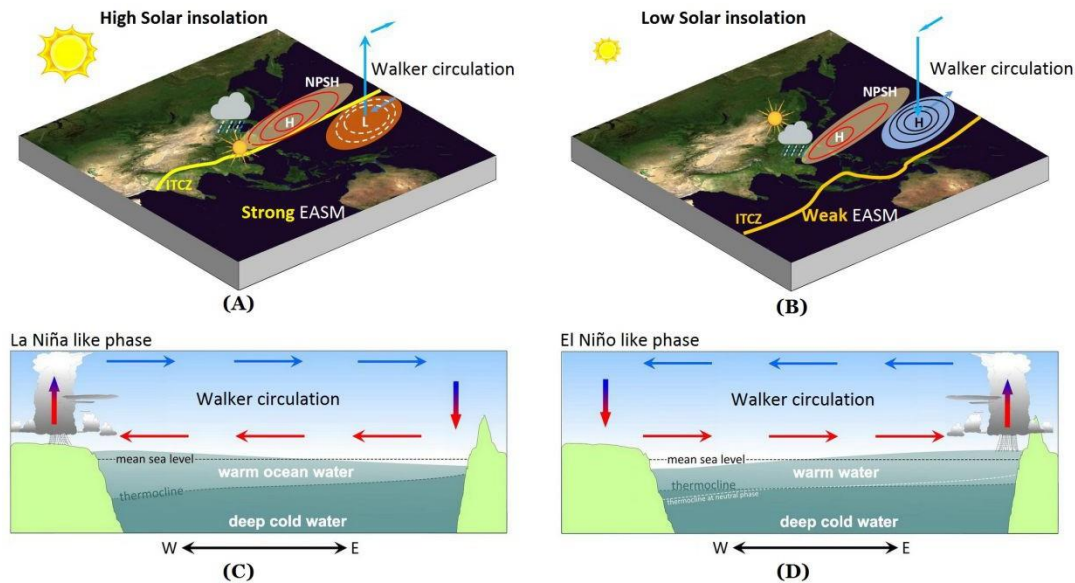 High Solar insolation
Walker circulation
NPSH
H
L
ITCZ
Strong EASM
(A)
Low Solar insolation
Walker circulation
NPSH
H
H
ITCZ
Weak EASM
(B)
La Niña like phase
Walker circulation
mean sea level
warm ocean water
thermocline
deep cold water
W
E
(C)
El Niño like phase
Walker circulation
mean sea level
warm water
thermocline
thermocline at neutral phase
deep cold water
W
E
(D)